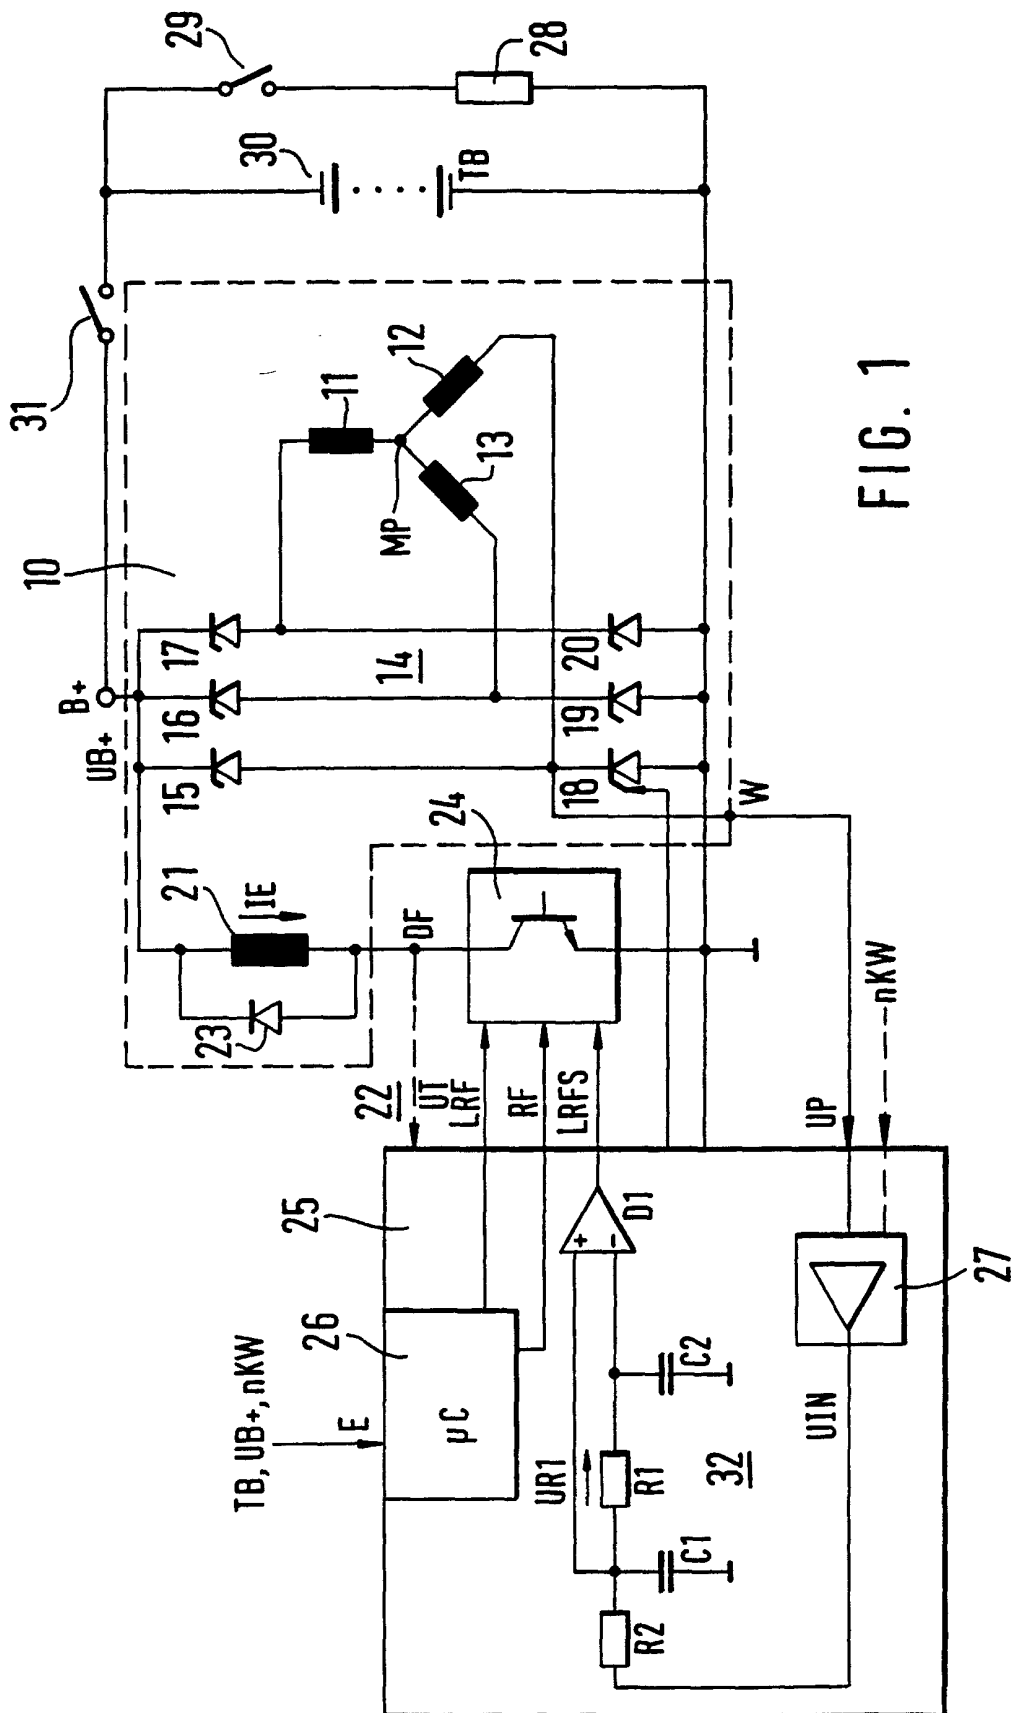 TB, UB+, nKW
E
26
µC
25
22
UT
LRF
RF
LRFS
+
−
D1
UR1
R1
R2
C1
C2
32
UIN
27
UP
nKW
W
23
21
IE
DF
24
UB+
B+
15
16
17
14
18
19
20
10
MP
11
12
13
31
30
TB
29
28
FIG. 1